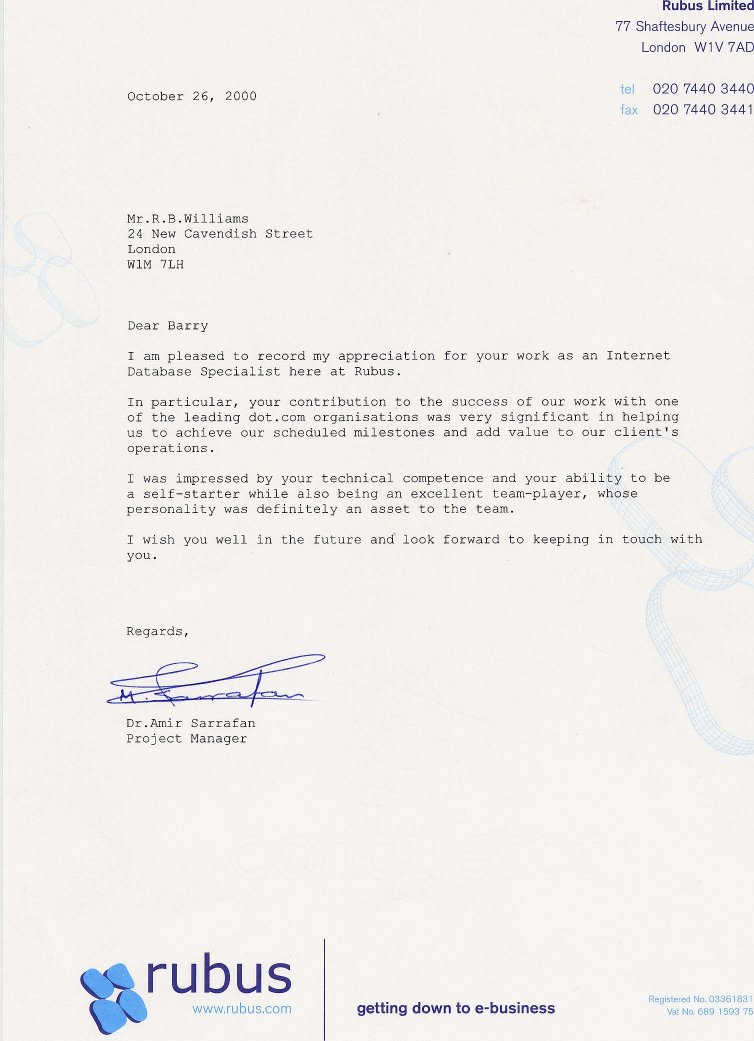 Rubus Limited
77 Shaftesbury Avenue
London W1V 7AD
tel 020 7440 3440
fax 020 7440 3441
October 26, 2000
Mr.R.B.Williams
24 New Cavendish Street
London
W1M 7LH
Dear Barry
I am pleased to record my appreciation for your work as an Internet
Database Specialist here at Rubus.
In particular, your contribution to the success of our work with one
of the leading dot.com organisations was very significant in helping
us to achieve our scheduled milestones and add value to our client's
operations.
I was impressed by your technical competence and your ability to be
a self-starter while also being an excellent team-player, whose
personality was definitely an asset to the team.
I wish you well in the future and look forward to keeping in touch with
you.
Regards,
M. Sarrafan
Dr.Amir Sarrafan
Project Manager
rubus
www.rubus.com
getting down to e-business
Registered No. 03361831
Vat No. 689 1593 75